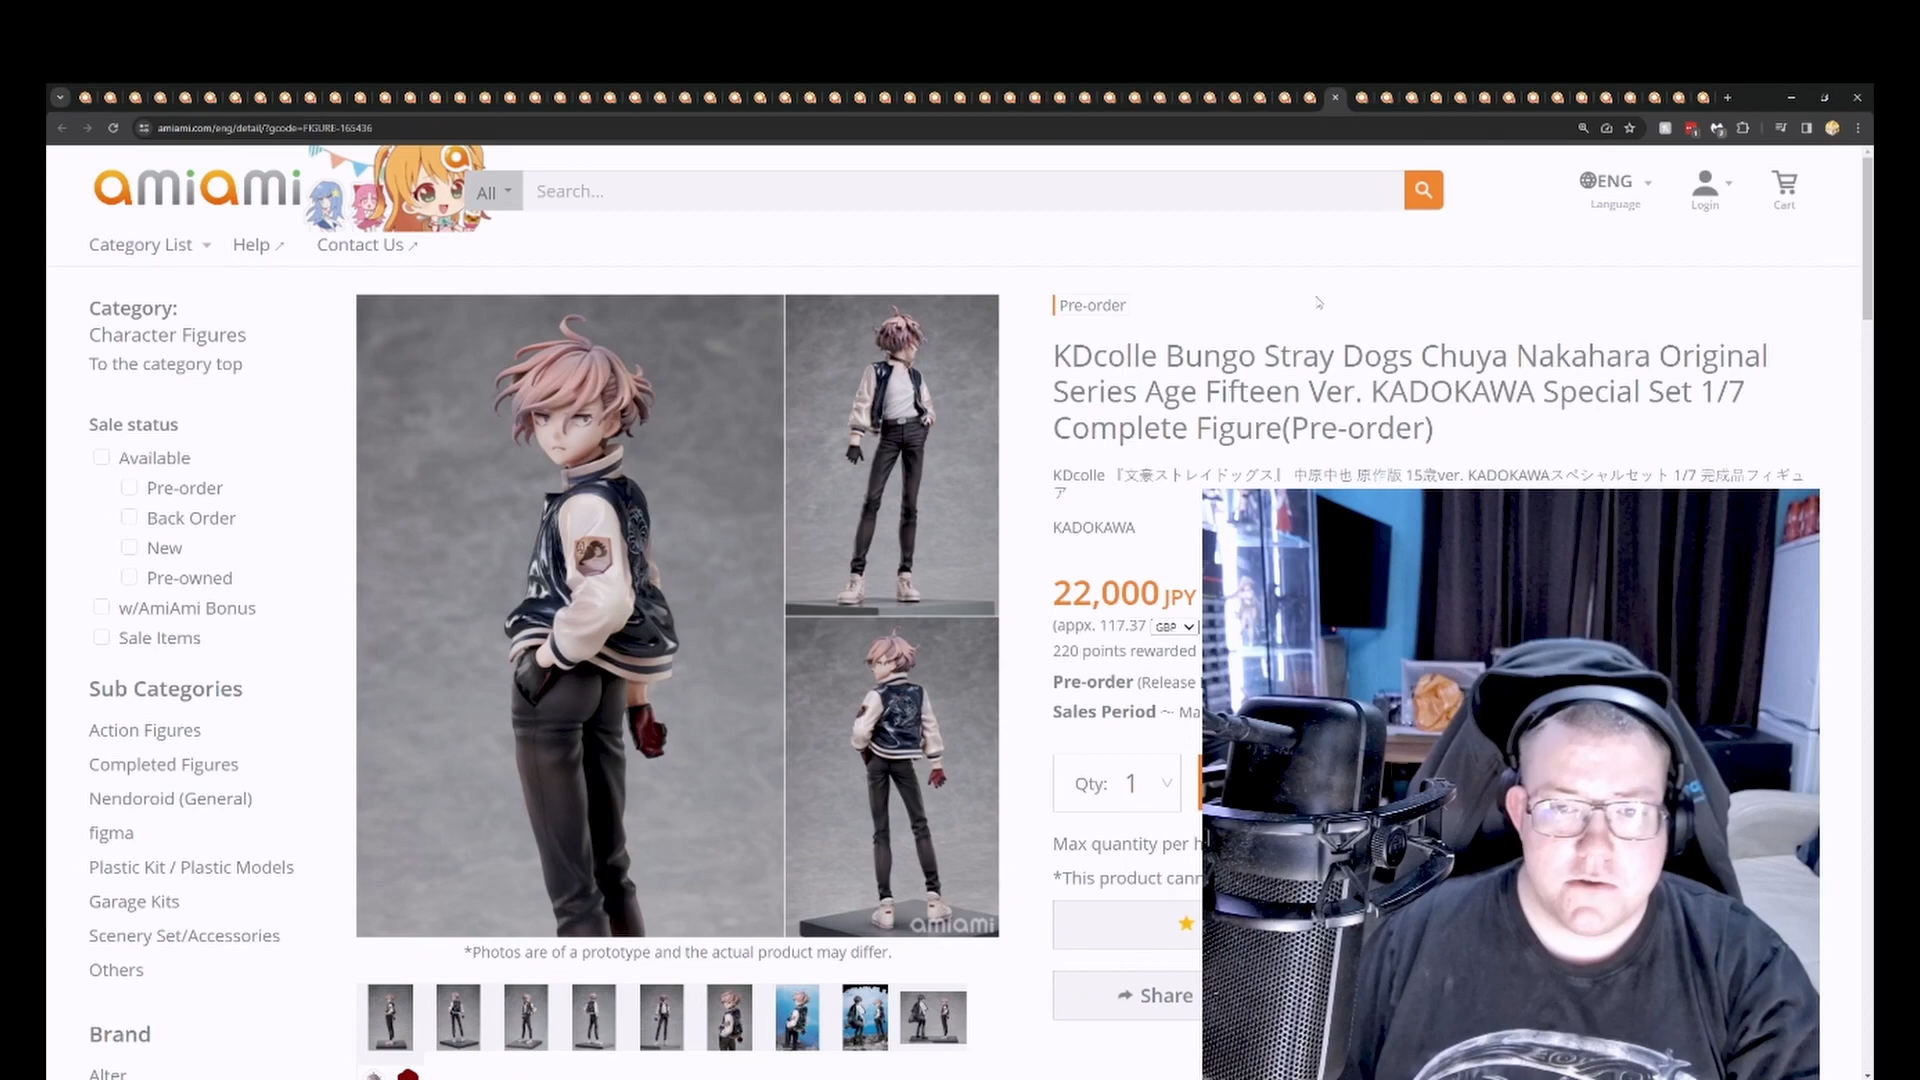 amiami.com/eng/detail/?gcode=FIGURE-165436
amiami
All
Search...
ENG
Language
Login
Cart
Category List
Help
Contact Us
Category:
Character Figures
To the category top
Sale status
Available
Pre-order
Back Order
New
Pre-owned
w/AmiAmi Bonus
Sale Items
Sub Categories
Action Figures
Completed Figures
Nendoroid (General)
figma
Plastic Kit / Plastic Models
Garage Kits
Scenery Set/Accessories
Others
Brand
Alter
amiami
*Photos are of a prototype and the actual product may differ.
Pre-order
KDcolle Bungo Stray Dogs Chuya Nakahara Original
Series Age Fifteen Ver. KADOKAWA Special Set 1/7
Complete Figure(Pre-order)
KDcolle 『文豪ストレイドッグス』 中原中也 原作版 15歳ver. KADOKAWAスペシャルセット 1/7 完成品フィギュ
ア
KADOKAWA
22,000 JPY
(appx. 117.37 GBP
220 points rewarded
Pre-order (Release
Sales Period ～ Ma
Qty: 1
Max quantity per h
*This product cann
Share